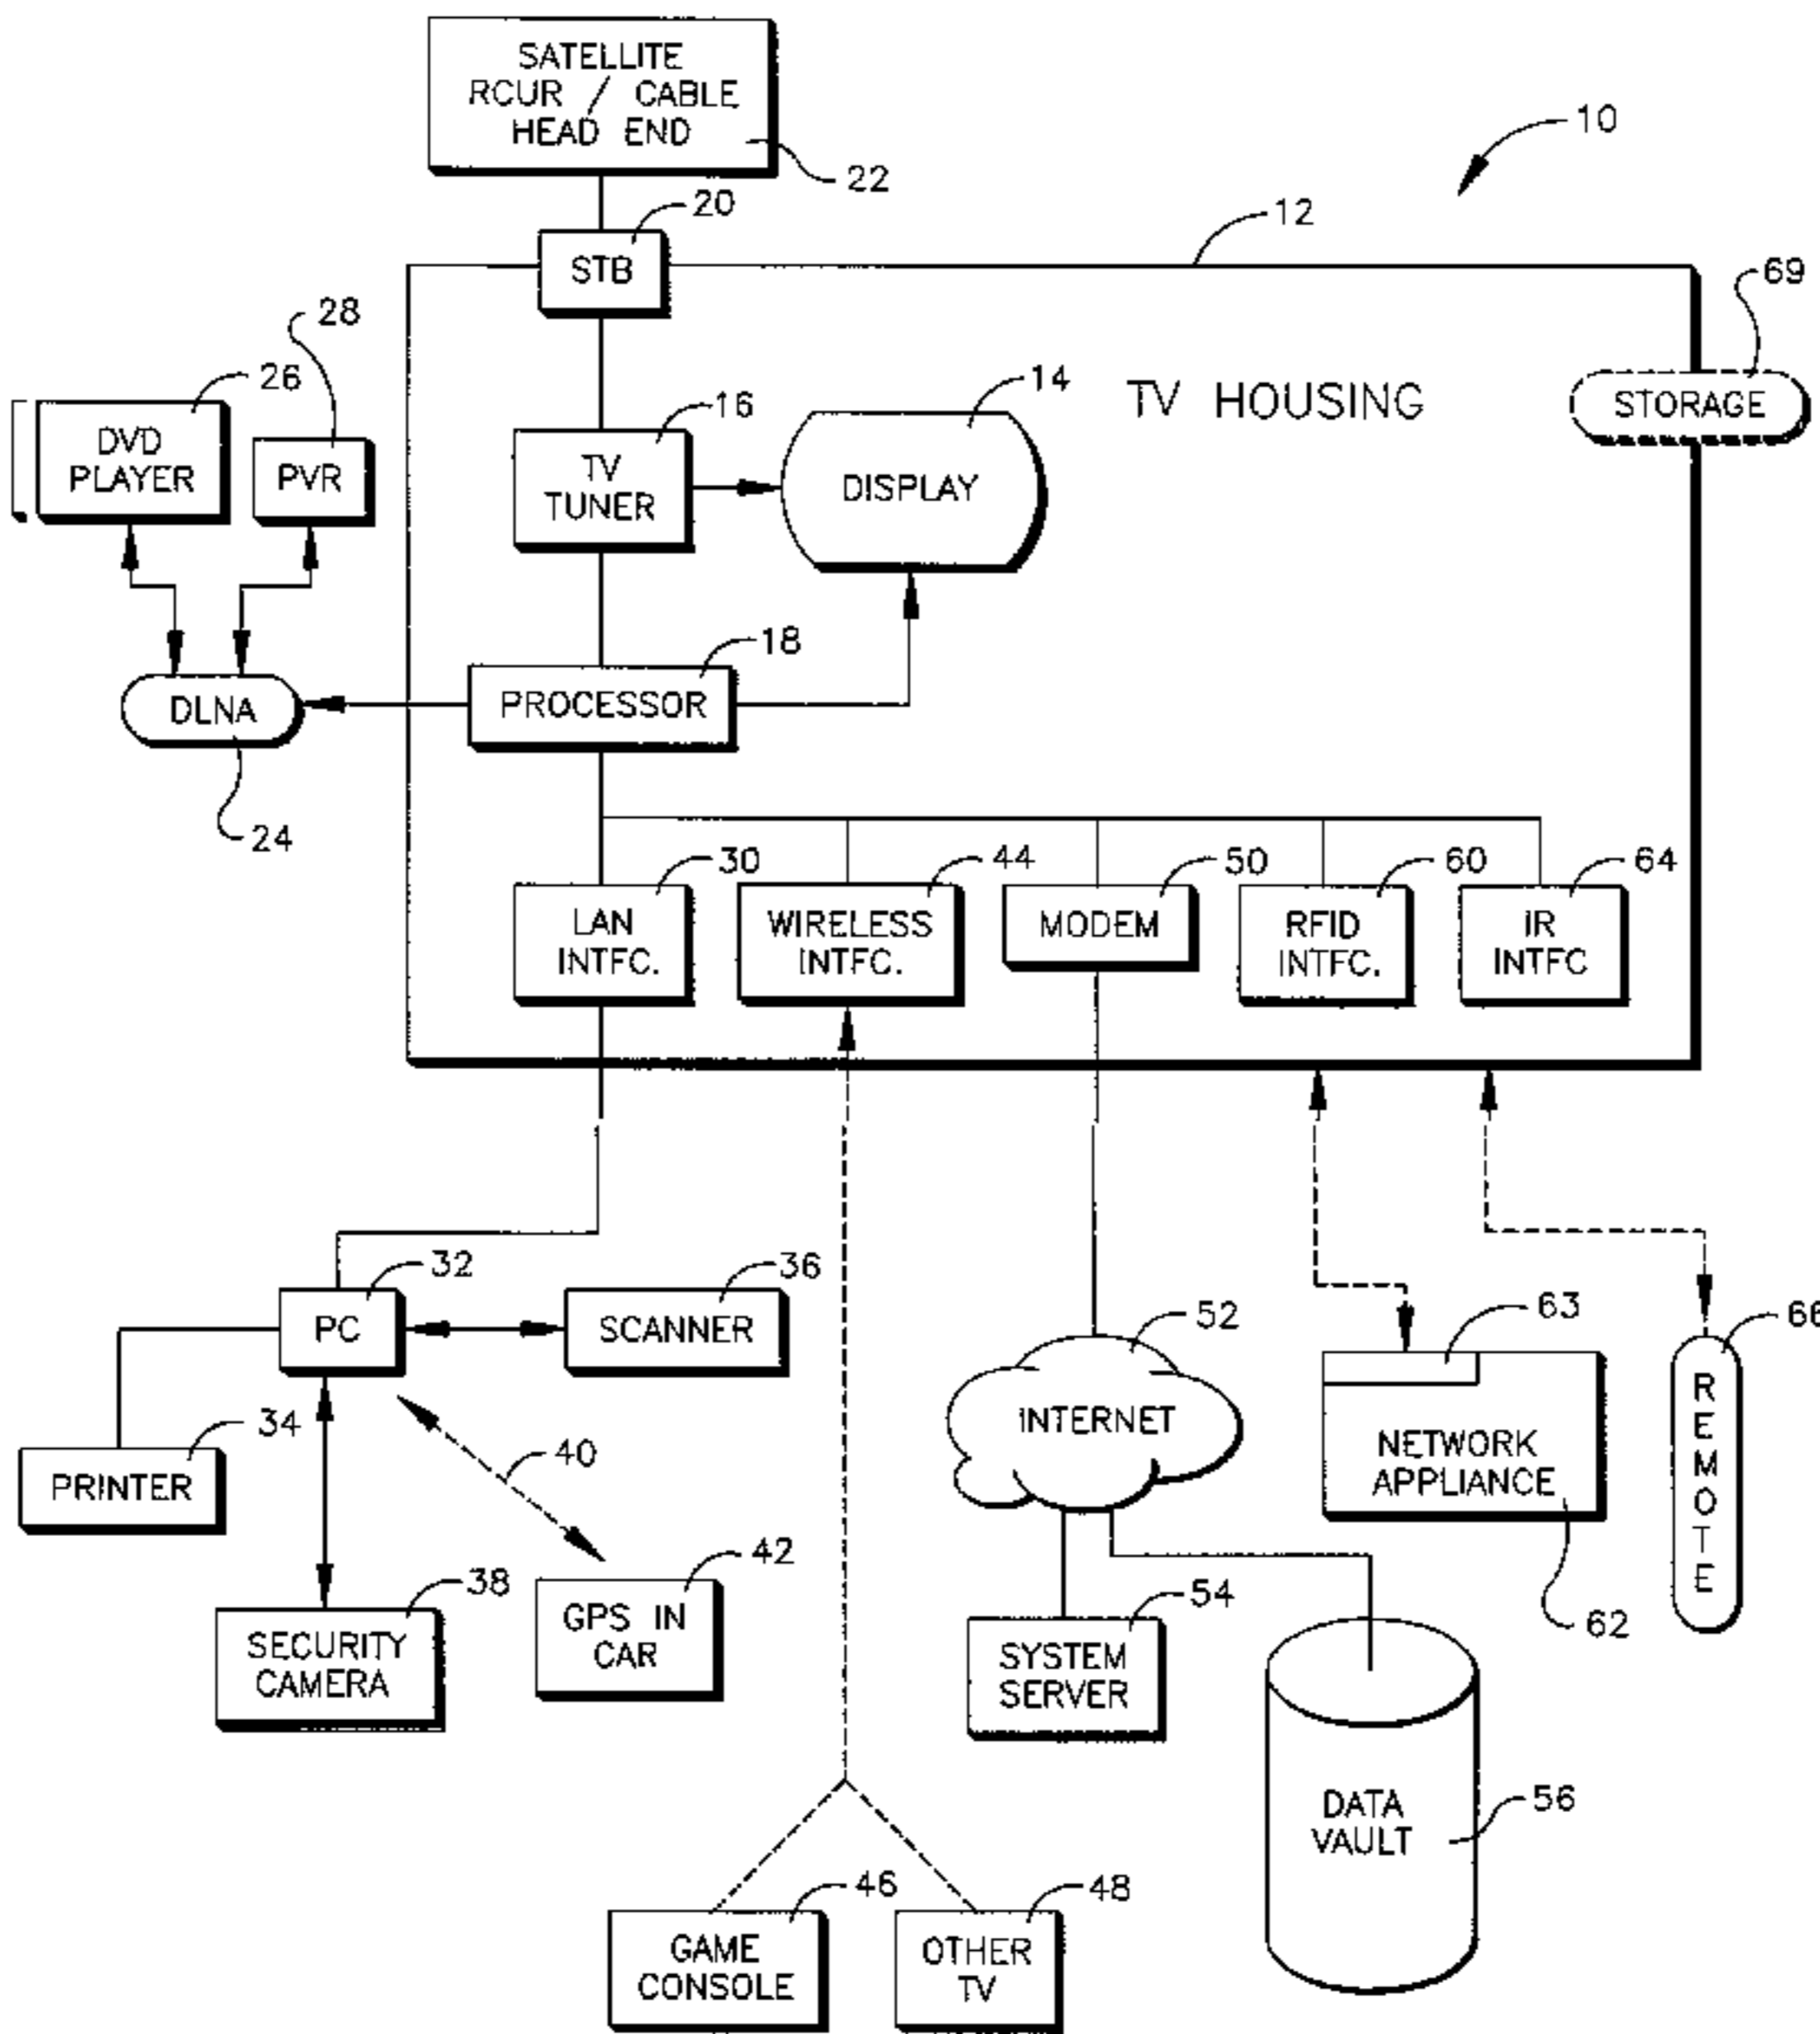 SATELLITE
RCUR / CABLE
HEAD END
22
10
20
STB
12
69
STORAGE
TV HOUSING
28
26
DVD
PLAYER
PVR
16
TV
TUNER
14
DISPLAY
18
PROCESSOR
DLNA
24
30
LAN
INTFC.
44
WIRELESS
INTFC.
50
MODEM
60
RFID
INTFC.
64
IR
INTFC
32
PC
36
SCANNER
34
PRINTER
40
38
SECURITY
CAMERA
42
GPS IN
CAR
52
INTERNET
63
NETWORK
APPLIANCE
62
66
REMOTE
54
SYSTEM
SERVER
DATA
VAULT
56
46
GAME
CONSOLE
48
OTHER
TV